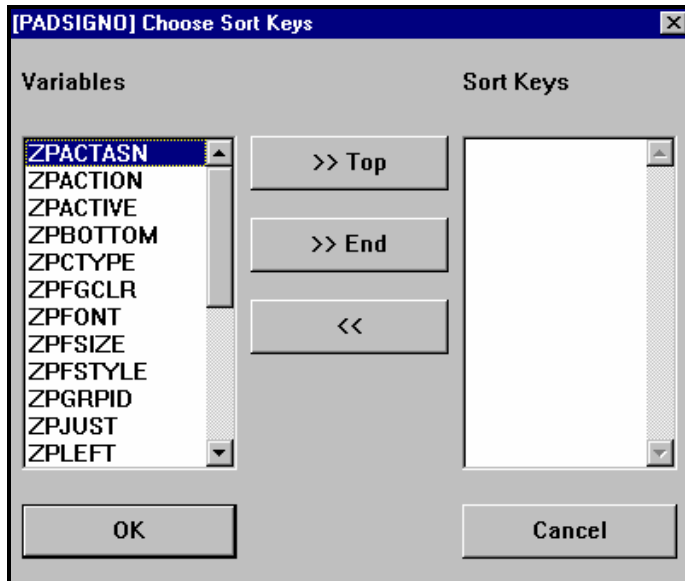 [PADSIGNO] Choose Sort Keys
Variables
Sort Keys
ZPACTASN
ZPACTION
ZPACTIVE
ZPBOTTOM
ZPCTYPE
ZPFGCLR
ZPFONT
ZPFSIZE
ZPFSTYLE
ZPGRPID
ZPJUST
ZPLEFT
>> Top
>> End
<<
OK
Cancel